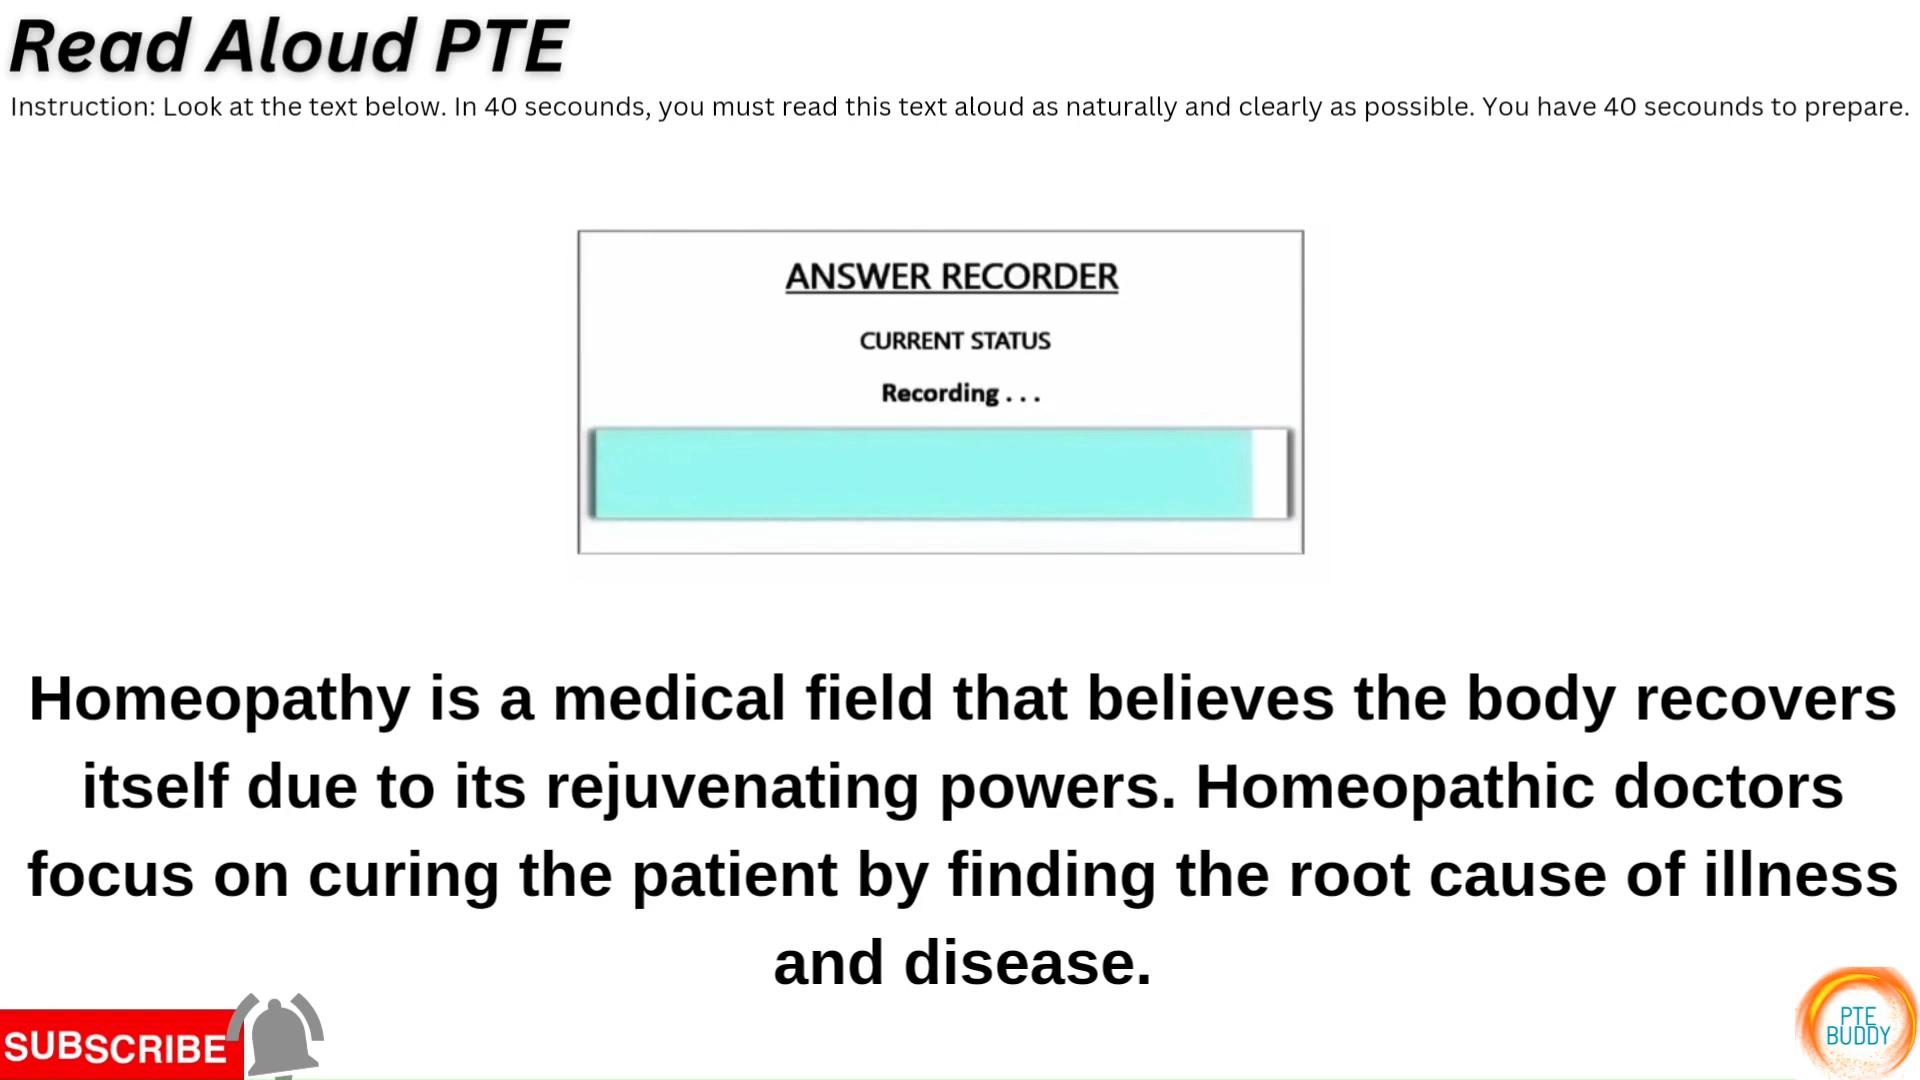 Read Aloud PTE
Instruction: Look at the text below. In 40 secounds, you must read this text aloud as naturally and clearly as possible. You have 40 secounds to prepare.
ANSWER RECORDER
CURRENT STATUS
Recording . . .
Homeopathy is a medical field that believes the body recovers
itself due to its rejuvenating powers. Homeopathic doctors
focus on curing the patient by finding the root cause of illness
and disease.
SUBSCRIBE
PTE
BUDDY